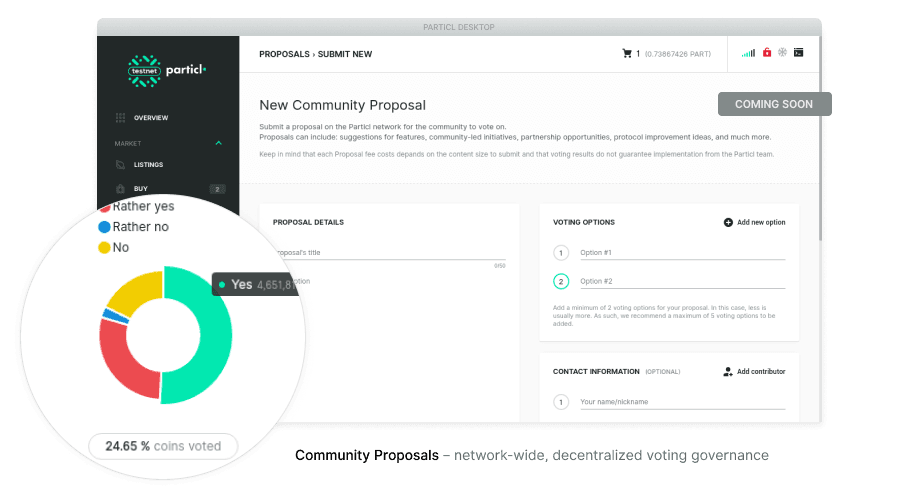 PARTICL DESKTOP
testnet particl
PROPOSALS › SUBMIT NEW
1 (0.73867426 PART)
COMING SOON
OVERVIEW
MARKET
LISTINGS
BUY 2
New Community Proposal
Submit a proposal on the Particl network for the community to vote on.
Proposals can include: suggestions for features, community-led initiatives, partnership opportunities, protocol improvement ideas, and much more.
Keep in mind that each Proposal fee costs depends on the content size to submit and that voting results do not guarantee implementation from the Particl team.
PROPOSAL DETAILS
roposal's title
0/50
VOTING OPTIONS
Add new option
1 Option #1
2 Option #2
Add a minimum of 2 voting options for your proposal. In this case, less is
usually more. As such, we recommend a maximum of 5 voting options to be
added.
CONTACT INFORMATION (OPTIONAL)
Add contributor
1 Your name/nickname
Rather yes
Rather no
No
Yes 4,651,8
24.65 % coins voted
Community Proposals – network-wide, decentralized voting governance